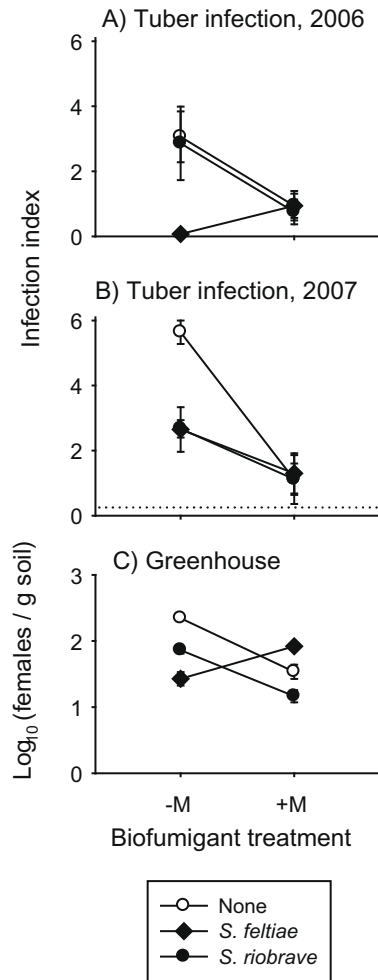 A) Tuber infection, 2006
6
4
2
0
Infection index
B) Tuber infection, 2007
6
4
2
0
C) Greenhouse
3
2
1
0
Log₁₀ (females / g soil)
-M
+M
Biofumigant treatment
None
S. feltiae
S. riobrave